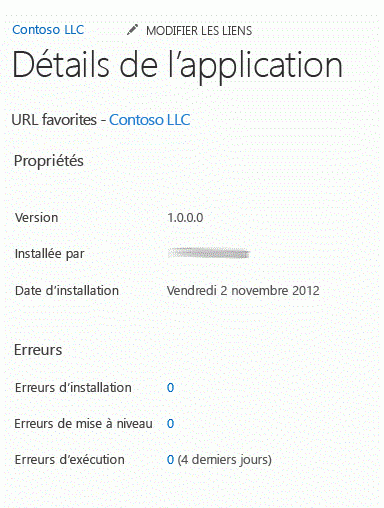 Contoso LLC MODIFIER LES LIENS
Détails de l'application
URL favorites - Contoso LLC
Propriétés
Version 1.0.0.0
Installée par
Date d'installation Vendredi 2 novembre 2012
Erreurs
Erreurs d'installation 0
Erreurs de mise à niveau 0
Erreurs d'exécution 0 (4 derniers jours)